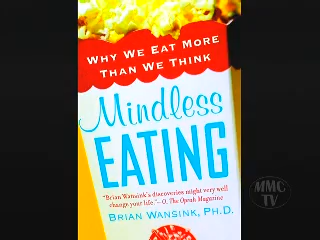 WHY WE EAT MORE
THAN WE THINK
Mindless
EATING
"Brian Wansink's discoveries might very well
change your life."–O, The Oprah Magazine
BRIAN WANSINK, PH.D.
MMC
TV